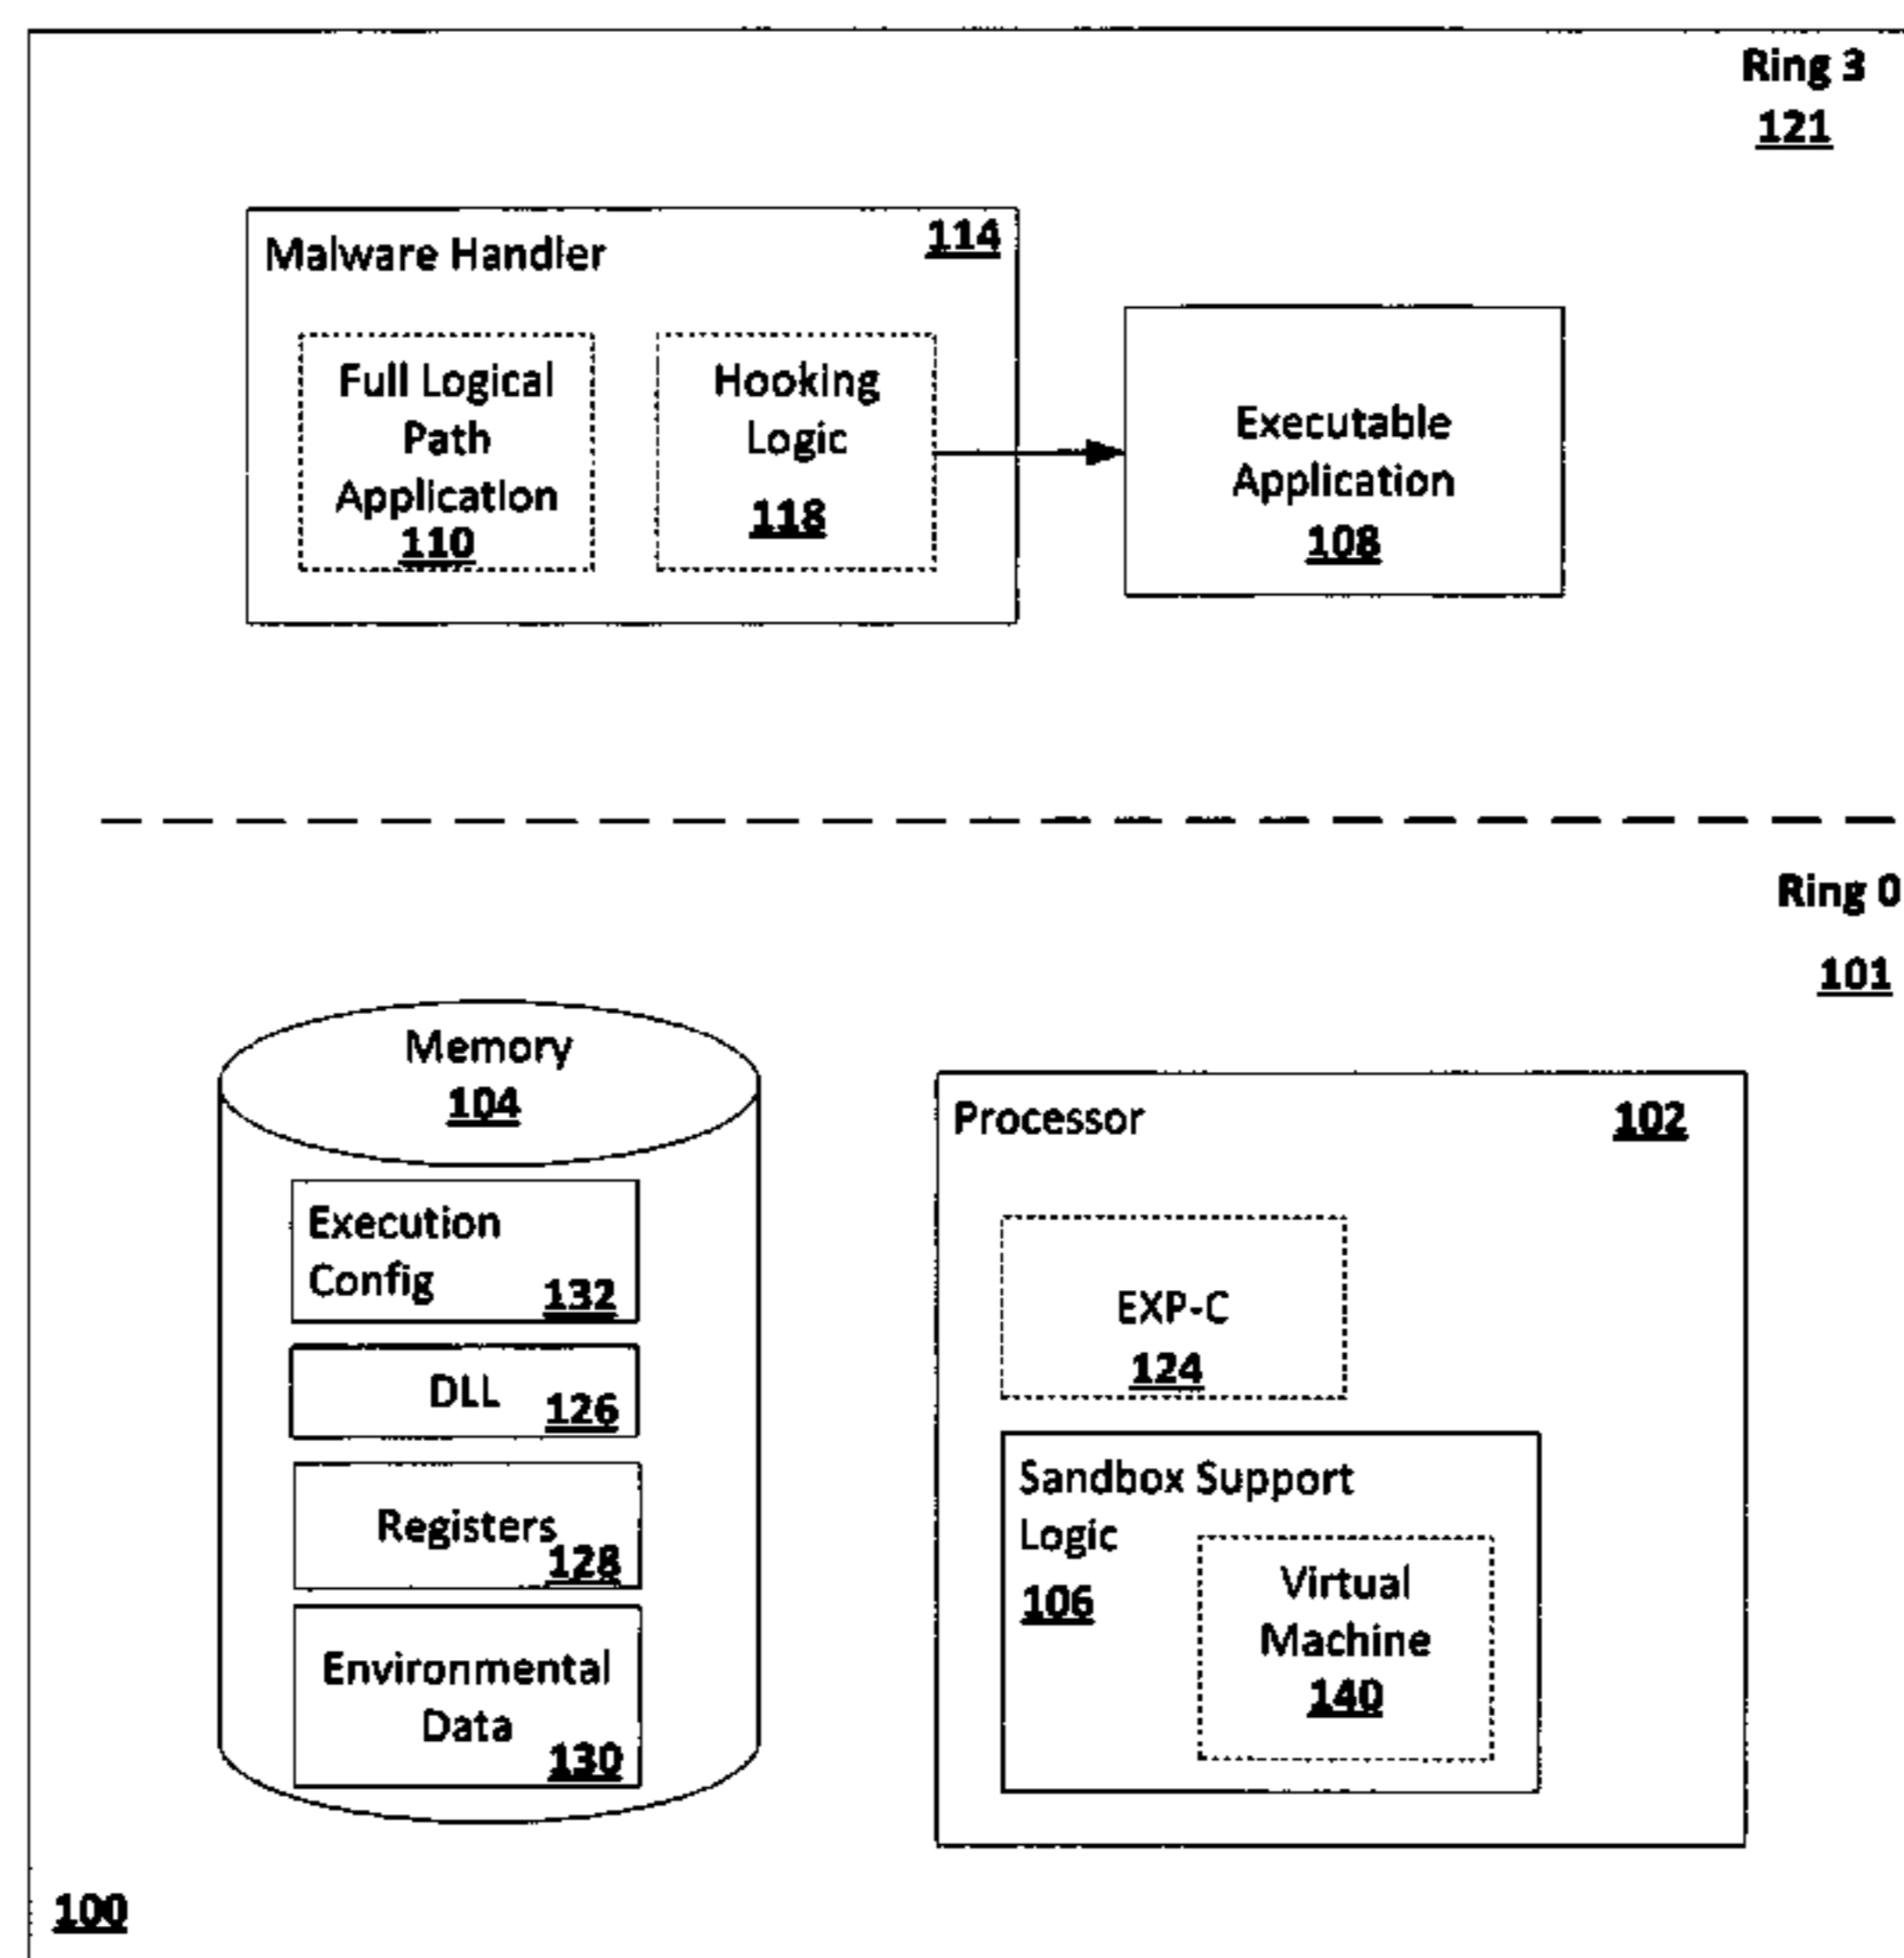 Ring 3
121
Malware Handler
114
Full Logical
Path
Application
110
Hooking
Logic
118
Executable
Application
108
Ring 0
101
Memory
104
Execution
Config
132
DLL
126
Registers
128
Environmental
Data
130
Processor
102
EXP-C
124
Sandbox Support
Logic
106
Virtual
Machine
140
100